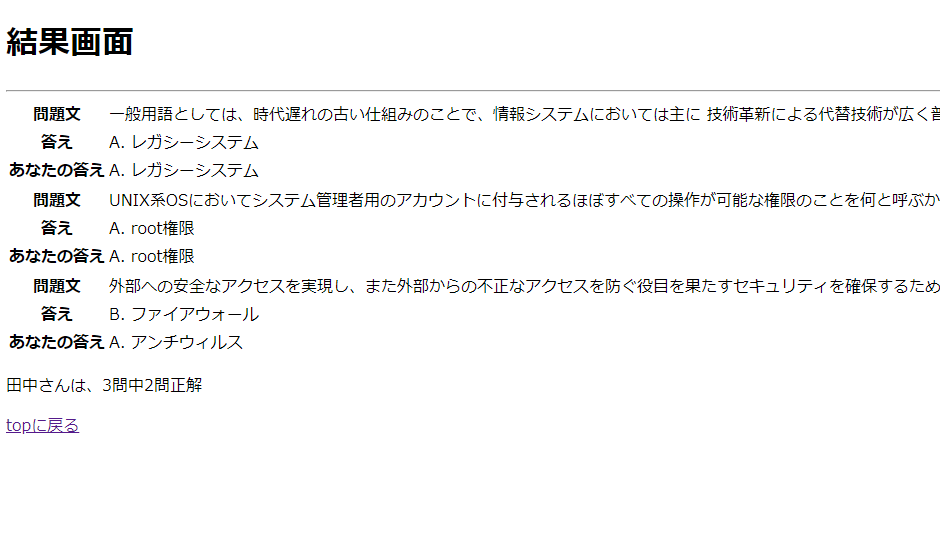 結果画面
問題文 一般用語としては、時代遅れの古い仕組みのことで、情報システムにおいては主に 技術革新による代替技術が広く普
答え A. レガシーシステム
あなたの答え A. レガシーシステム
問題文 UNIX系OSにおいてシステム管理者用のアカウントに付与されるほぼすべての操作が可能な権限のことを何と呼ぶか
答え A. root権限
あなたの答え A. root権限
問題文 外部への安全なアクセスを実現し、また外部からの不正なアクセスを防ぐ役目を果たすセキュリティを確保するため
答え B. ファイアウォール
あなたの答え A. アンチウィルス
田中さんは、3問中2問正解
topに戻る